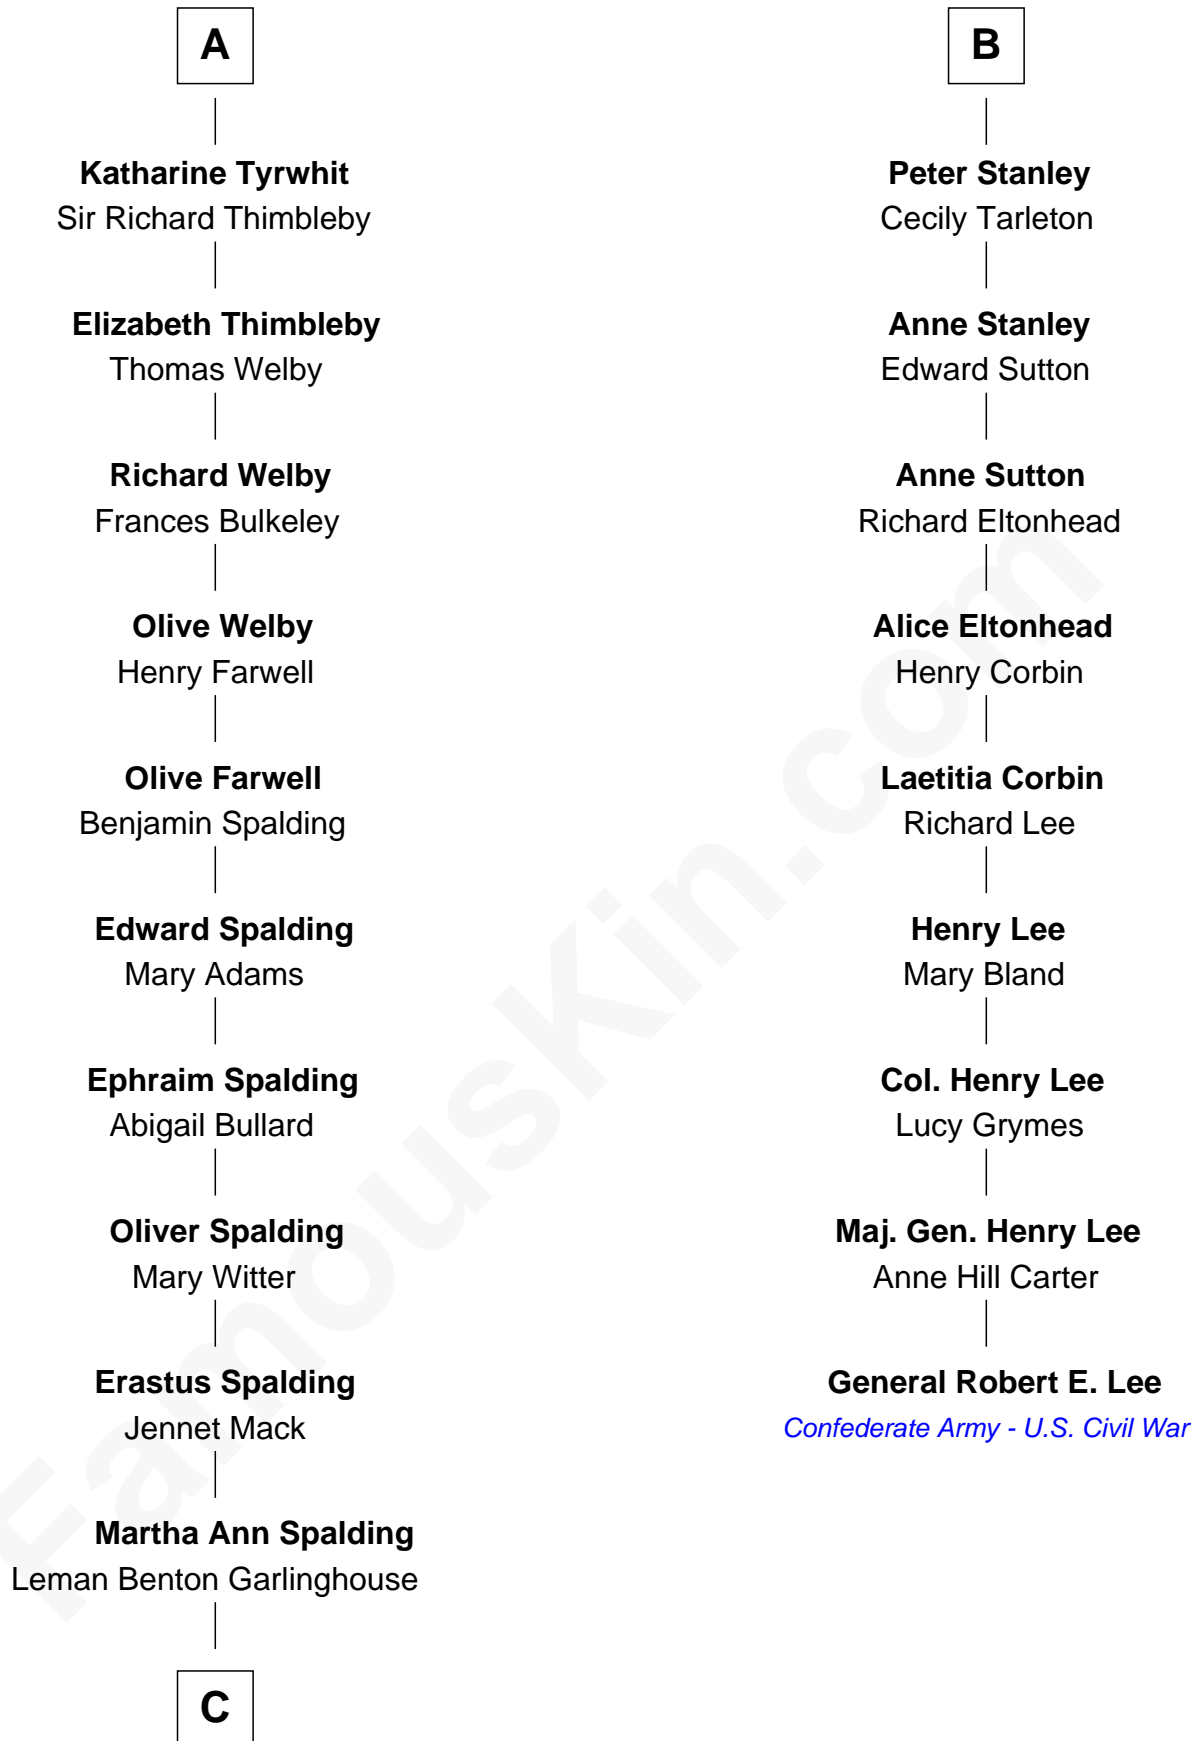 A
Katharine Tyrwhit
Sir Richard Thimbleby
Elizabeth Thimbleby
Thomas Welby
Richard Welby
Frances Bulkeley
Olive Welby
Henry Farwell
Olive Farwell
Benjamin Spalding
Edward Spalding
Mary Adams
Ephraim Spalding
Abigail Bullard
Oliver Spalding
Mary Witter
Erastus Spalding
Jennet Mack
Martha Ann Spalding
Leman Benton Garlinghouse
C
B
Peter Stanley
Cecily Tarleton
Anne Stanley
Edward Sutton
Anne Sutton
Richard Eltonhead
Alice Eltonhead
Henry Corbin
Laetitia Corbin
Richard Lee
Henry Lee
Mary Bland
Col. Henry Lee
Lucy Grymes
Maj. Gen. Henry Lee
Anne Hill Carter
General Robert E. Lee
Confederate Army - U.S. Civil War
FamousKin.com